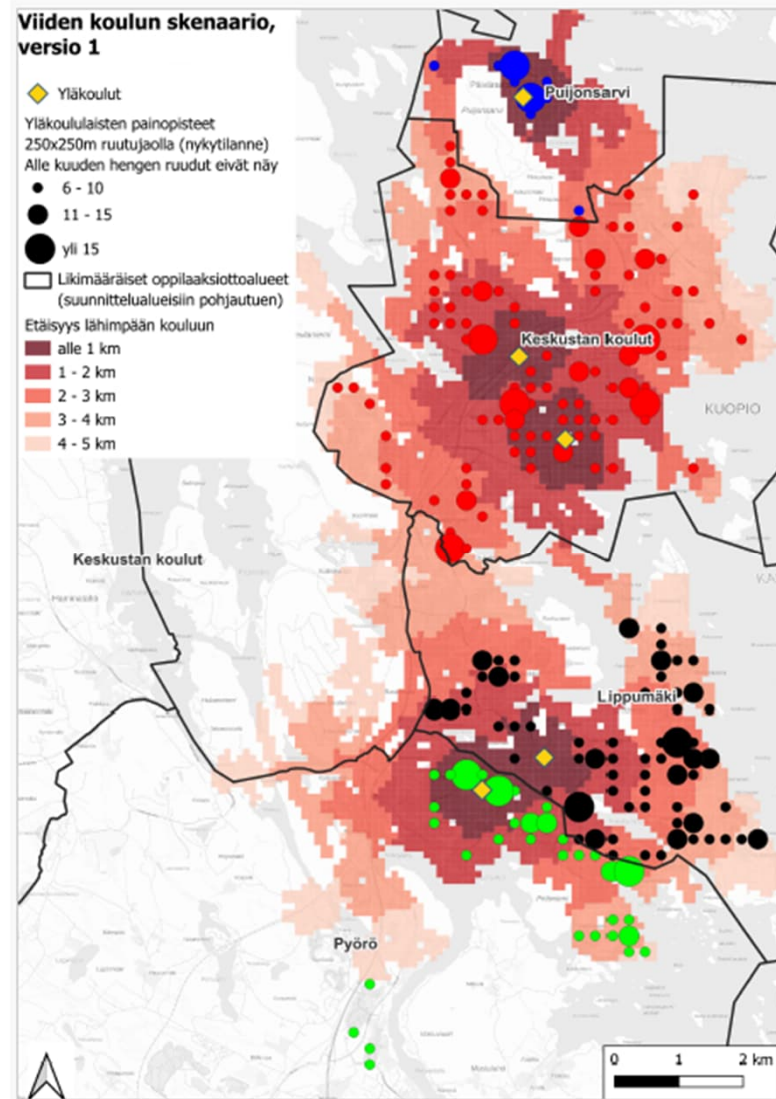 Viiden koulun skenaario,
versio 1
Yläkoulut
Yläkoululaisten painopisteet
250x250m ruutujaolla (nykytilanne)
Alle kuuden hengen ruudut eivät näy
6 - 10
11 - 15
yli 15
Likimääräiset oppilaaksiottoalueet
(suunnittelualueisiin pohjautuen)
Etäisyys lähimpään kouluun
alle 1 km
1 - 2 km
2 - 3 km
3 - 4 km
4 - 5 km
Puijonsarvi
Keskustan koulut
KUOPIO
Keskustan koulut
Lippumäki
Pyörö
0 1 2 km